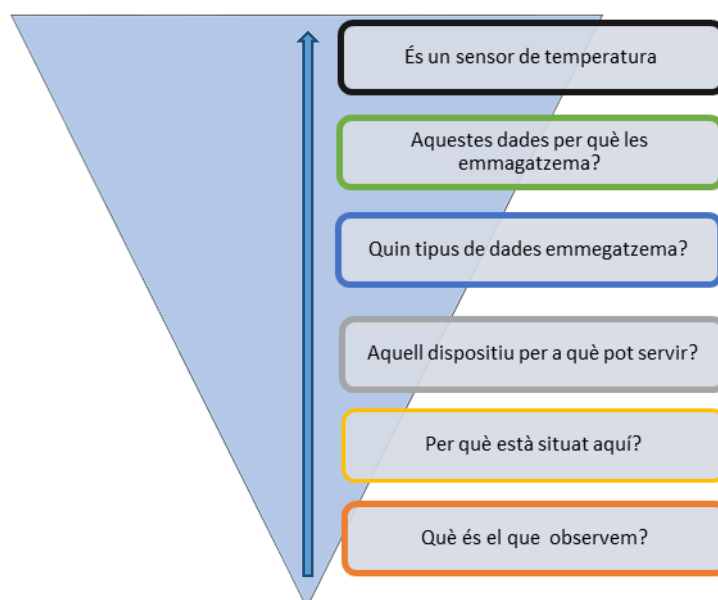 És un sensor de temperatura
Aquestes dades per què les
emmagatzema?
Quin tipus de dades emmegatzema?
Aquell dispositiu per a què pot servir?
Per què està situat aquí?
Què és el que observem?